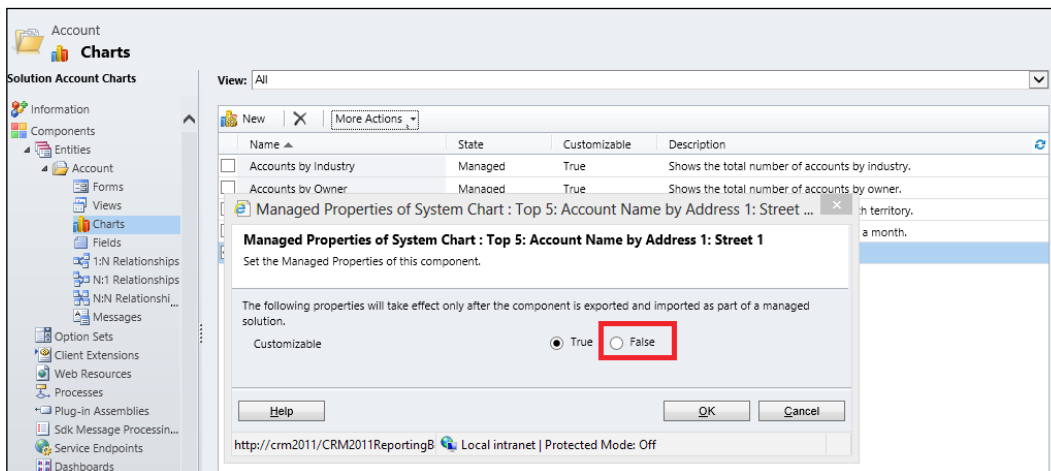 Account
Charts
Solution Account Charts
Information
Components
Entities
Account
Forms
Views
Charts
Fields
1:N Relationships
N:1 Relationships
N:N Relationshi
Messages
Option Sets
Client Extensions
Web Resources
Processes
Plug-in Assemblies
Sdk Message Processin...
Service Endpoints
Dashboards
View: All
New More Actions
Name State Customizable Description
Accounts by Industry Managed True Shows the total number of accounts by industry.
Accounts by Owner Managed True Shows the total number of accounts by owner.
territory.
a month.
Managed Properties of System Chart : Top 5: Account Name by Address 1: Street ...
Managed Properties of System Chart : Top 5: Account Name by Address 1: Street 1
Set the Managed Properties of this component.
The following properties will take effect only after the component is exported and imported as part of a managed
solution.
Customizable True False
Help OK Cancel
http://crm2011/CRM2011ReportingB Local intranet | Protected Mode: Off